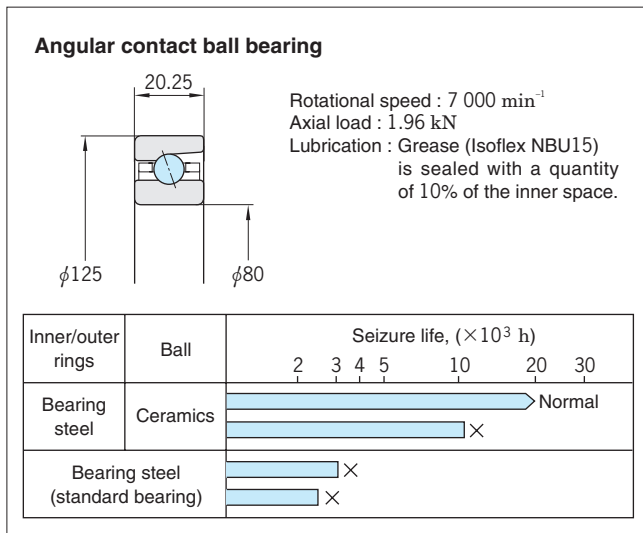 Angular contact ball bearing
20.25
φ125
φ80
Rotational speed : 7 000 min⁻¹
Axial load : 1.96 kN
Lubrication : Grease (Isoflex NBU15)
is sealed with a quantity
of 10% of the inner space.
Inner/outer
rings
Ball
Seizure life, (×10³ h)
2 3 4 5 10 20 30
Bearing
steel
Ceramics
Normal
×
Bearing steel
(standard bearing)
×
×